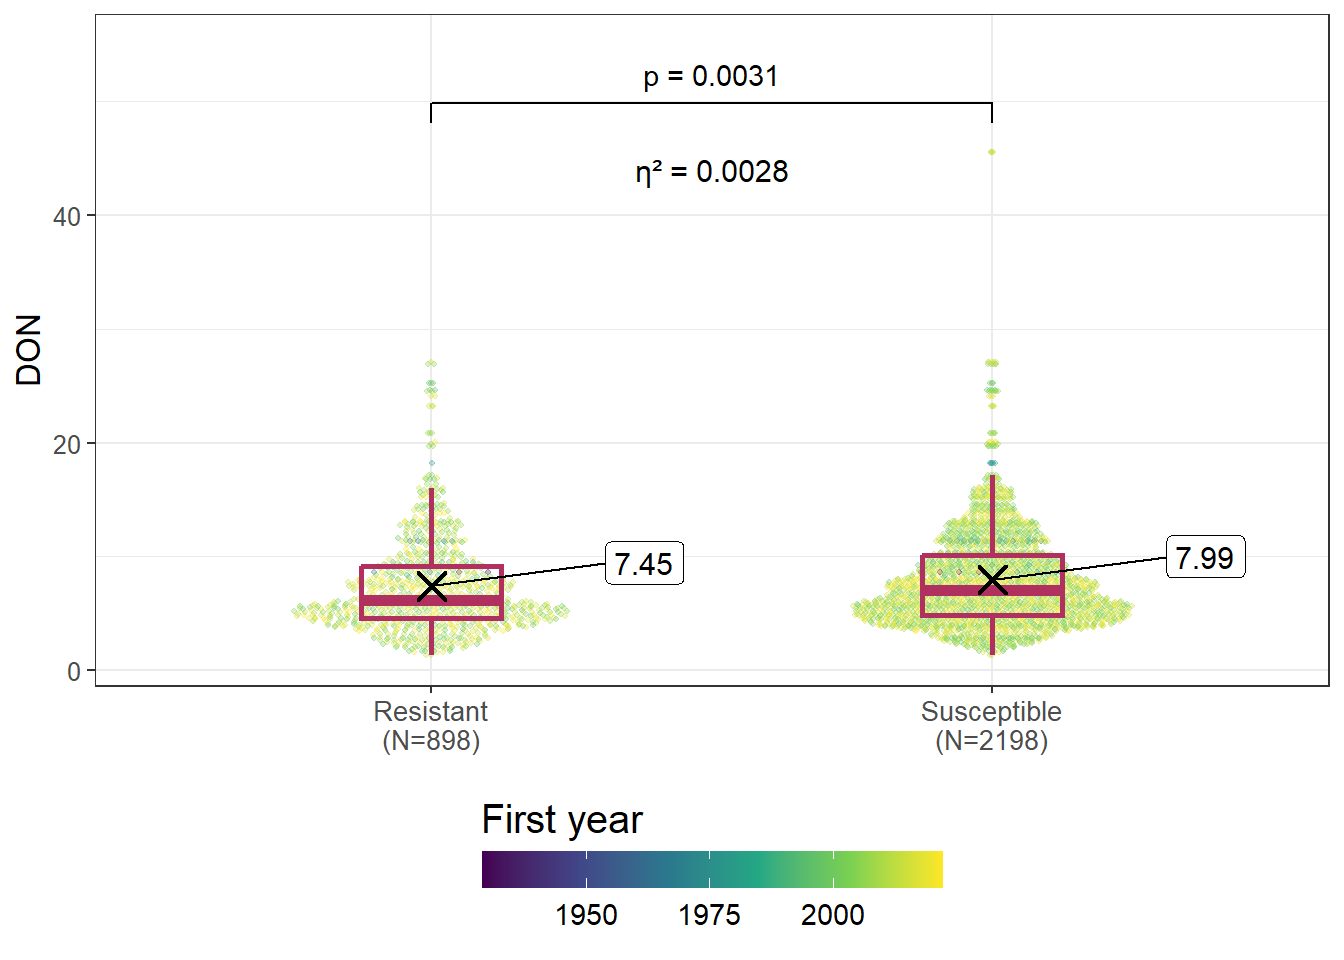 p = 0.0031
η² = 0.0028
40
20
0
DON
7.45
7.99
Resistant
(N=898)
Susceptible
(N=2198)
First year
1950
1975
2000